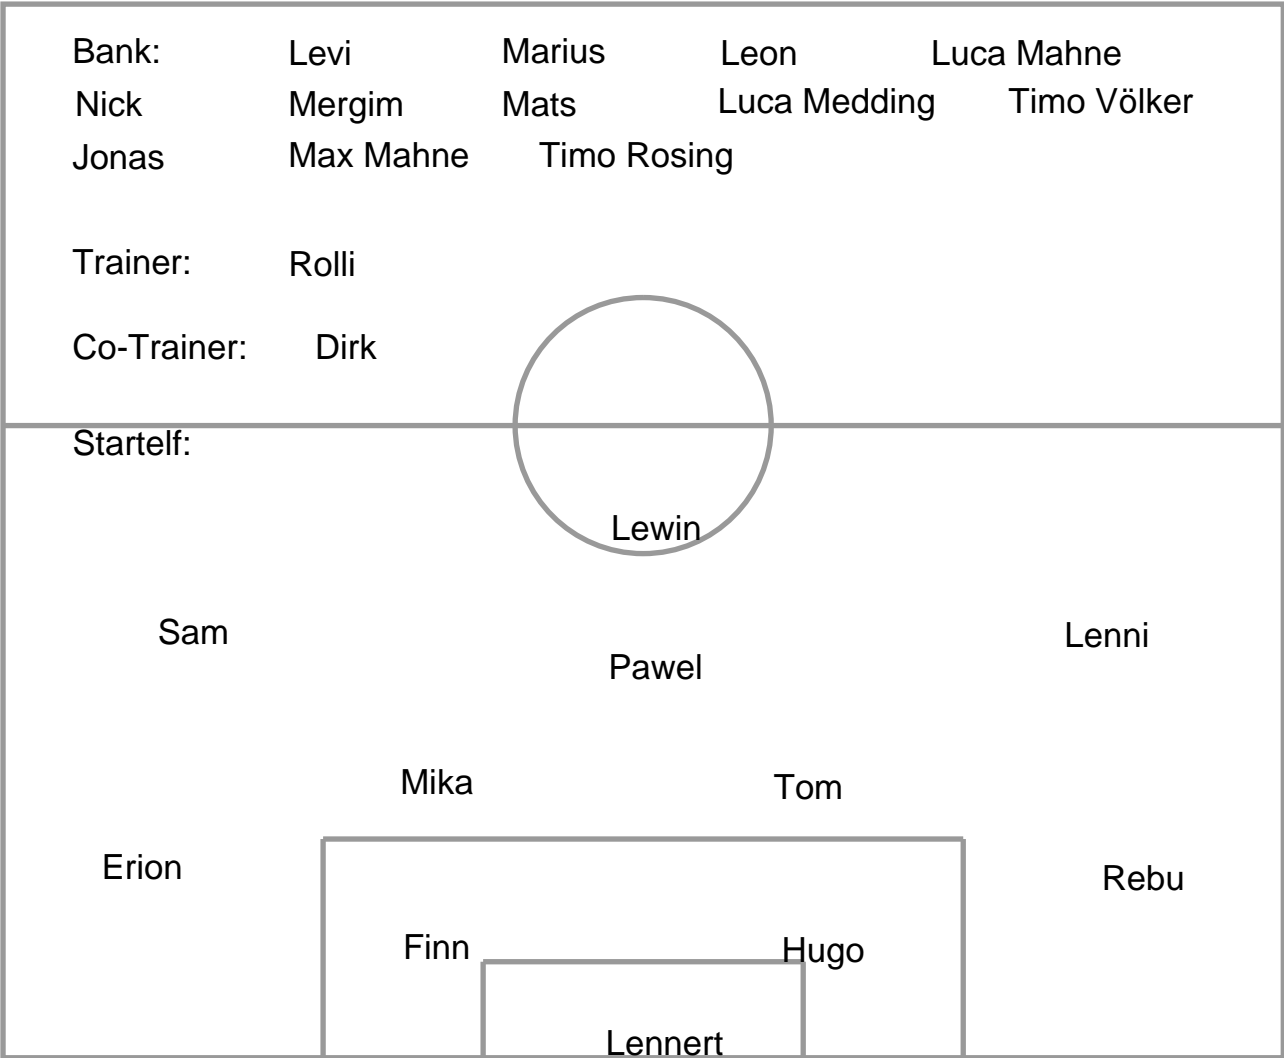 Bank: Levi Marius Leon Luca Mahne
Nick Mergim Mats Luca Medding Timo Völker
Jonas Max Mahne Timo Rosing
Trainer: Rolli
Co-Trainer: Dirk
Startelf:
Lewin
Sam Lenni
Pawel
Mika Tom
Erion Rebu
Finn Hugo
Lennert